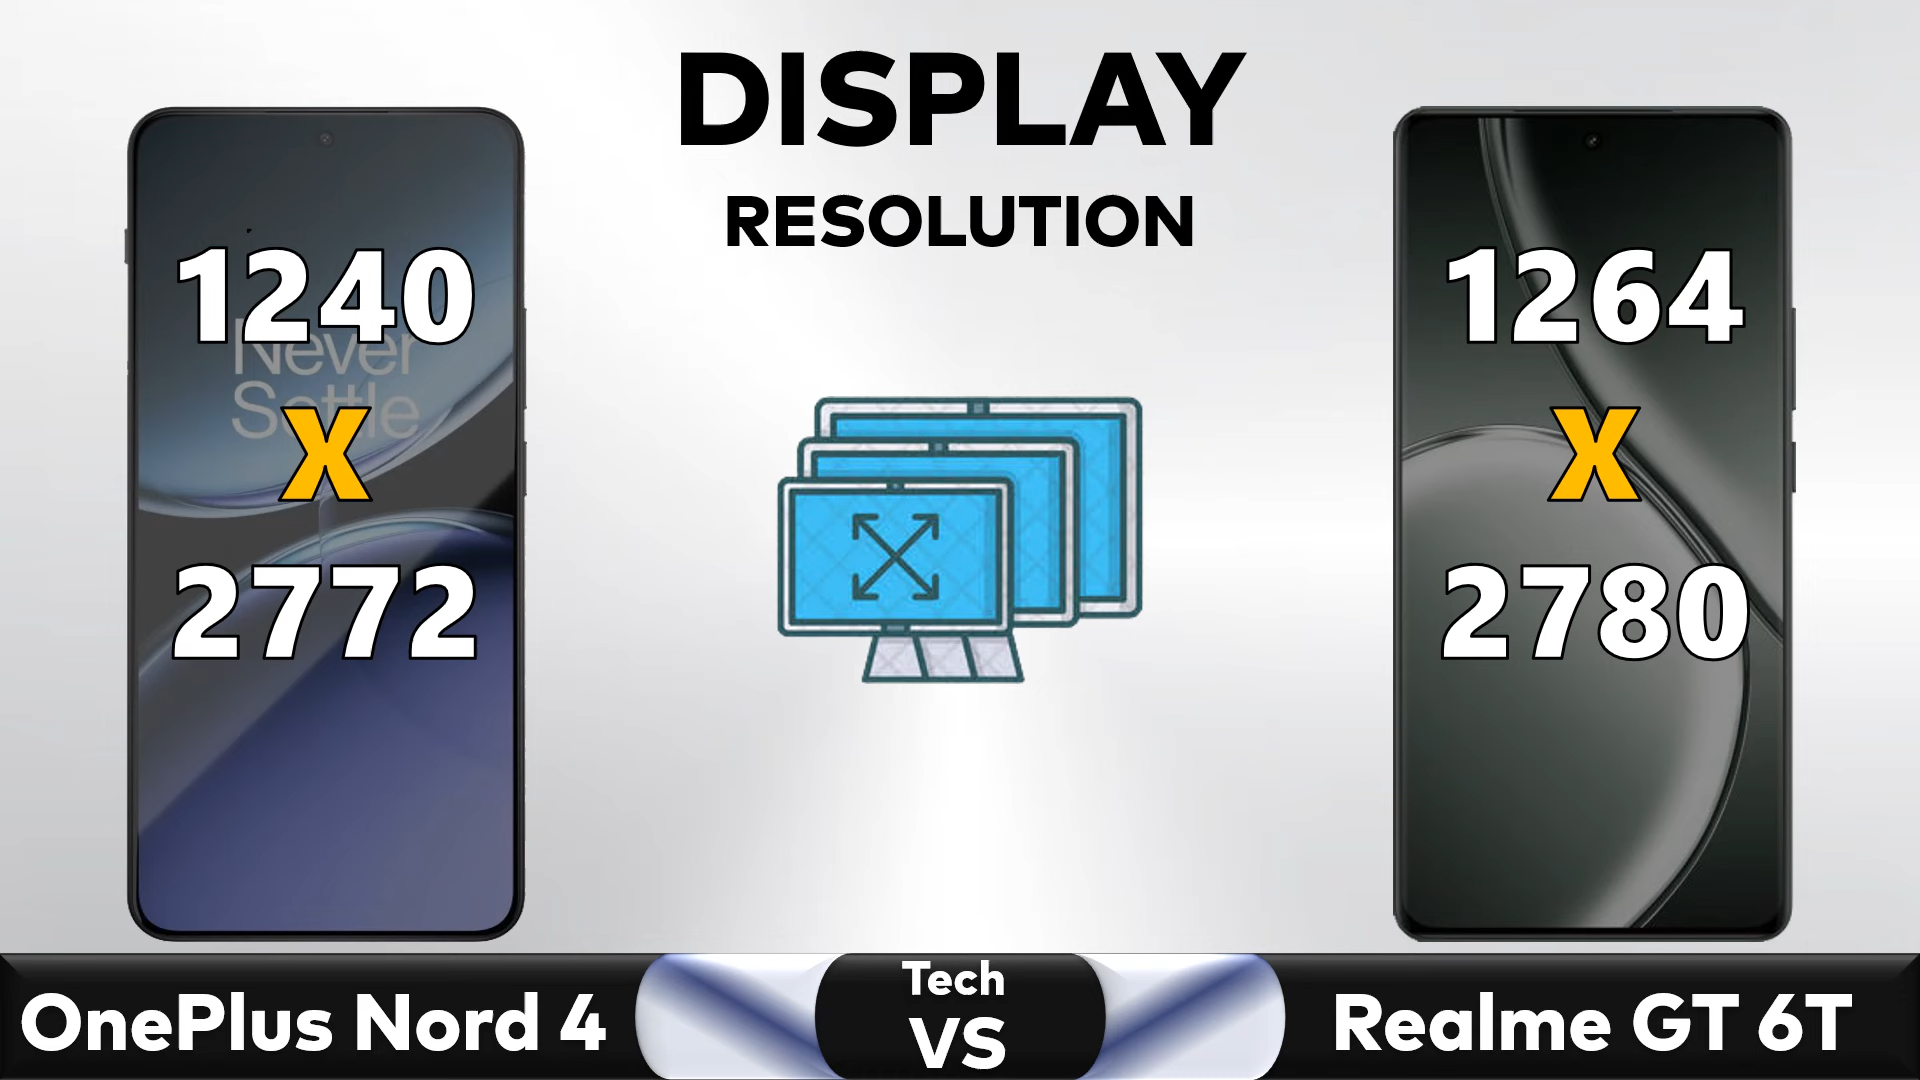 DISPLAY
RESOLUTION
1240
Never
Settle
X
2772
1264
X
2780
OnePlus Nord 4
Tech
VS
Realme GT 6T